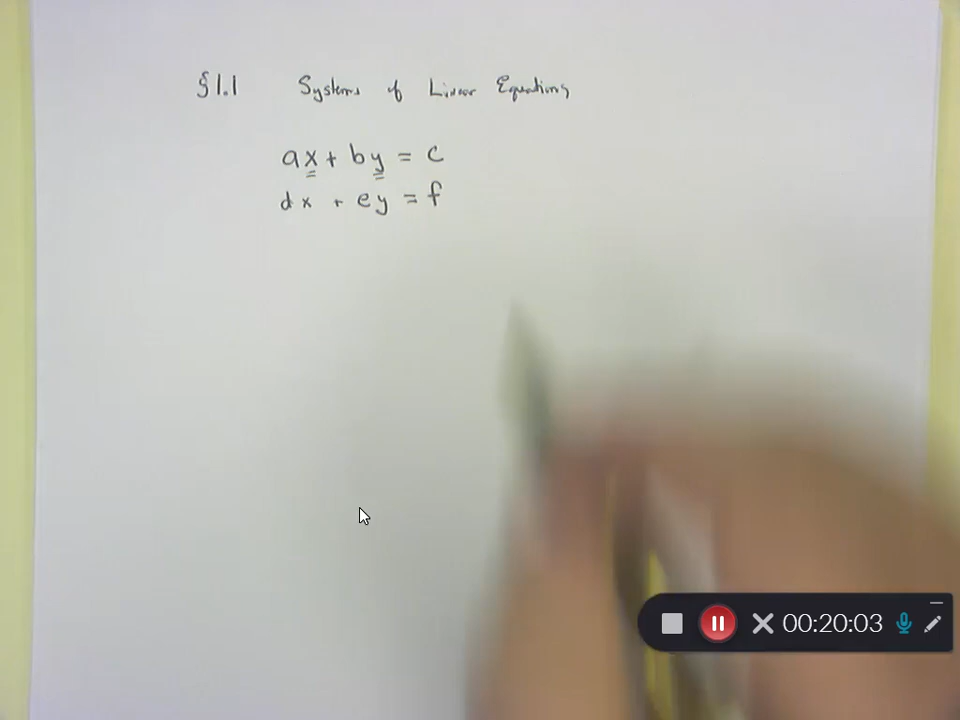 §1.1 Systems of Linear Equations
ax + by = c
dx + ey = f
00:20:03